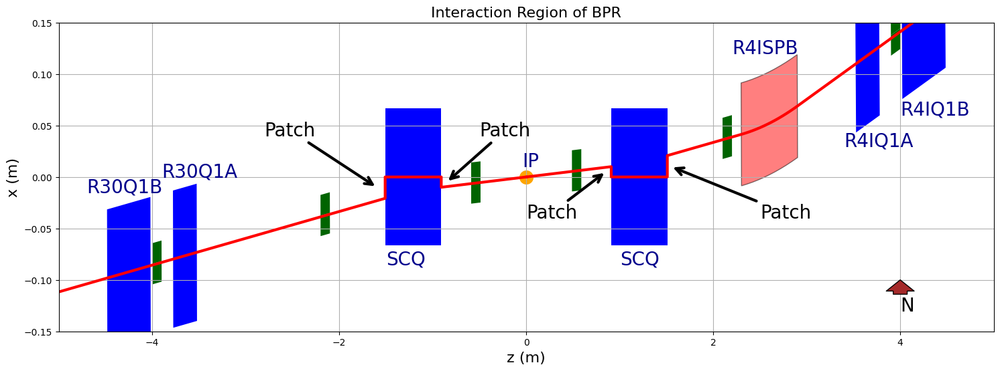 Interaction Region of BPR
x (m)
0.15
0.10
0.05
0.00
−0.05
−0.10
−0.15
R4ISPB
Patch
Patch
IP
R30Q1A
R30Q1B
R4IQ1B
R4IQ1A
Patch
Patch
SCQ
SCQ
N
−4
−2
0
2
4
z (m)